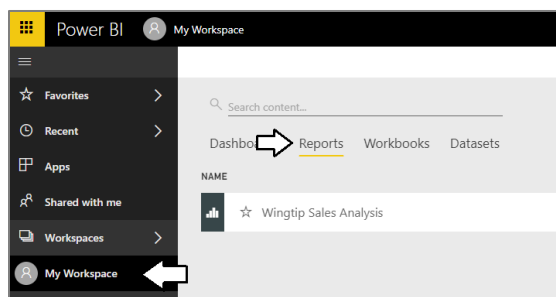 Power BI My Workspace
Favorites
Recent
Apps
Shared with me
Workspaces
My Workspace
Search content...
Reports Workbooks Datasets
NAME
Wingtip Sales Analysis